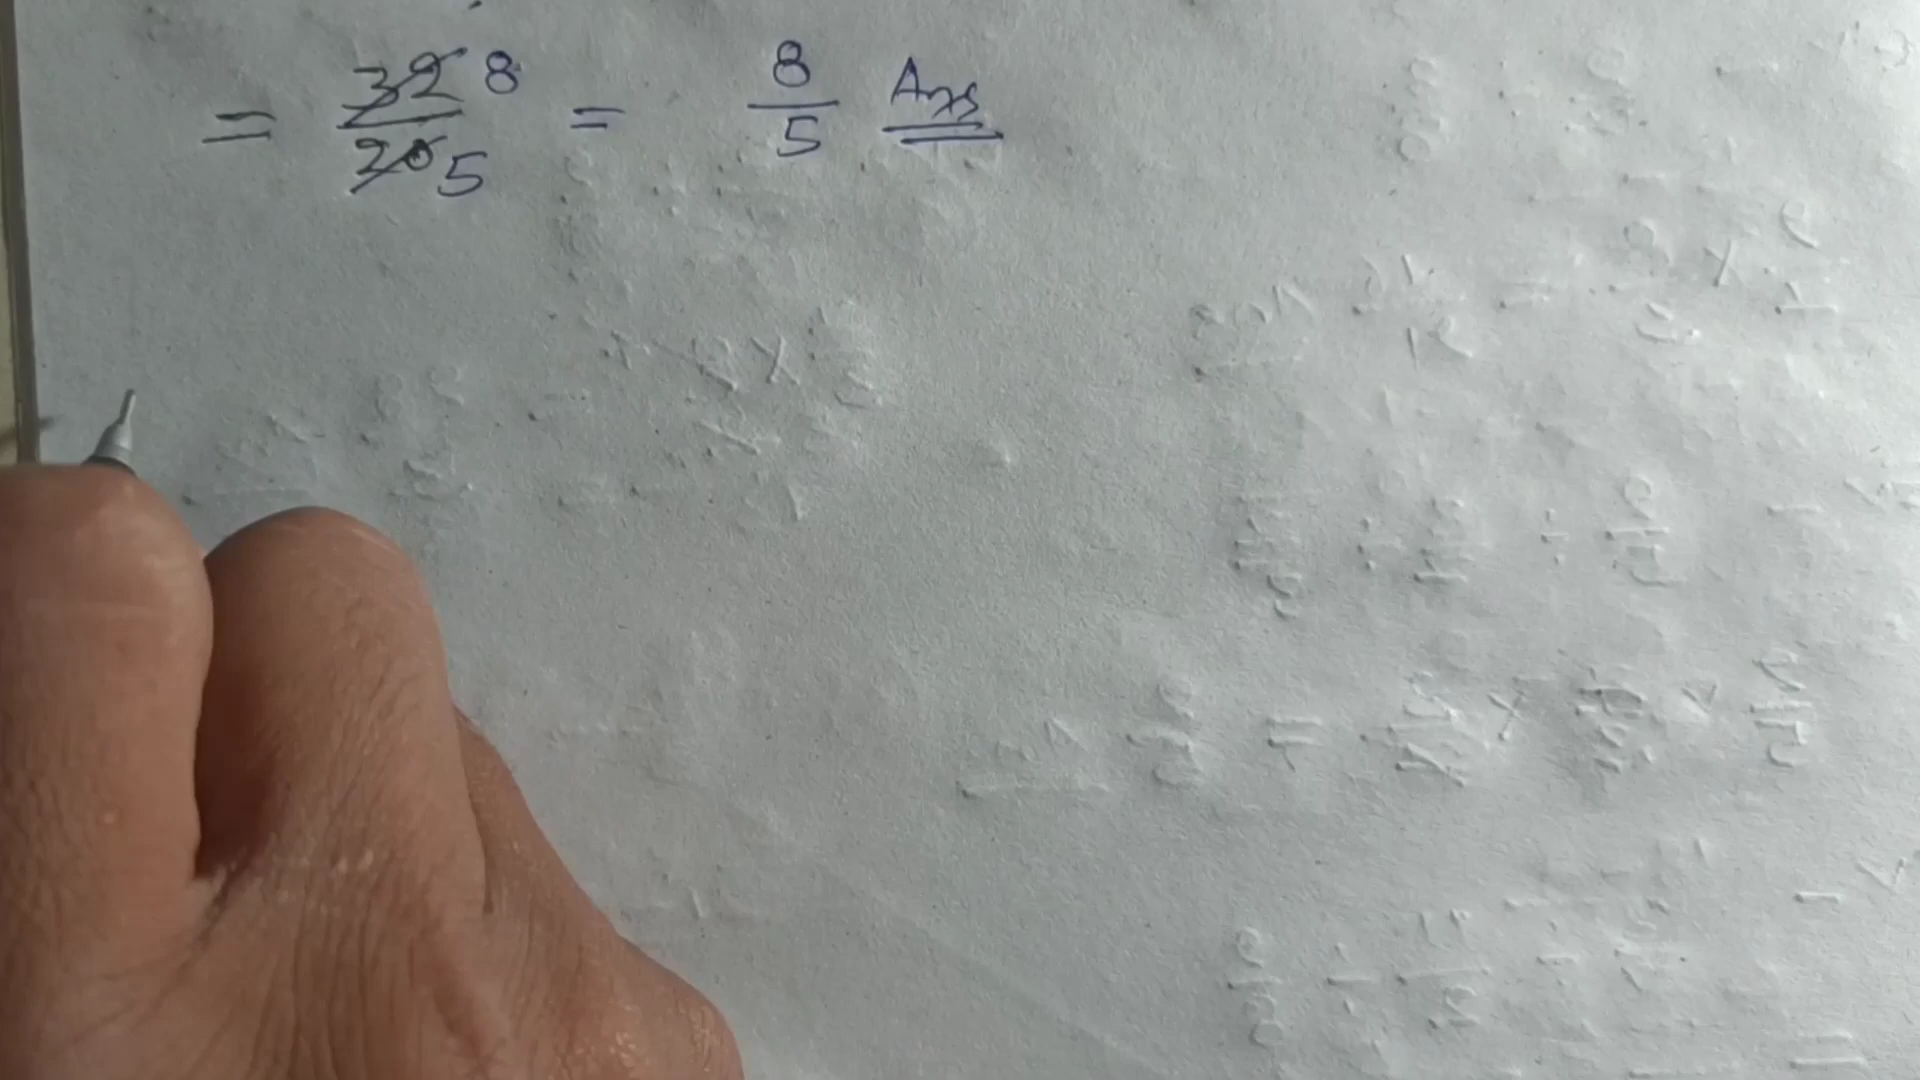 = 32 8 / 20 5 = 8/5 Ans